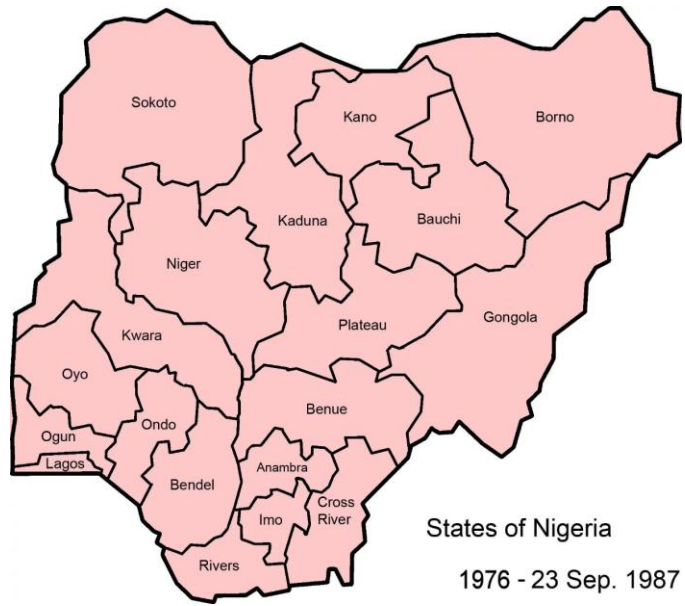 Sokoto
Kano
Borno
Kaduna
Bauchi
Niger
Gongola
Plateau
Kwara
Oyo
Benue
Ondo
Ogun
Lagos
Anambra
Bendel
Cross
River
Imo
Rivers
States of Nigeria
1976 - 23 Sep. 1987